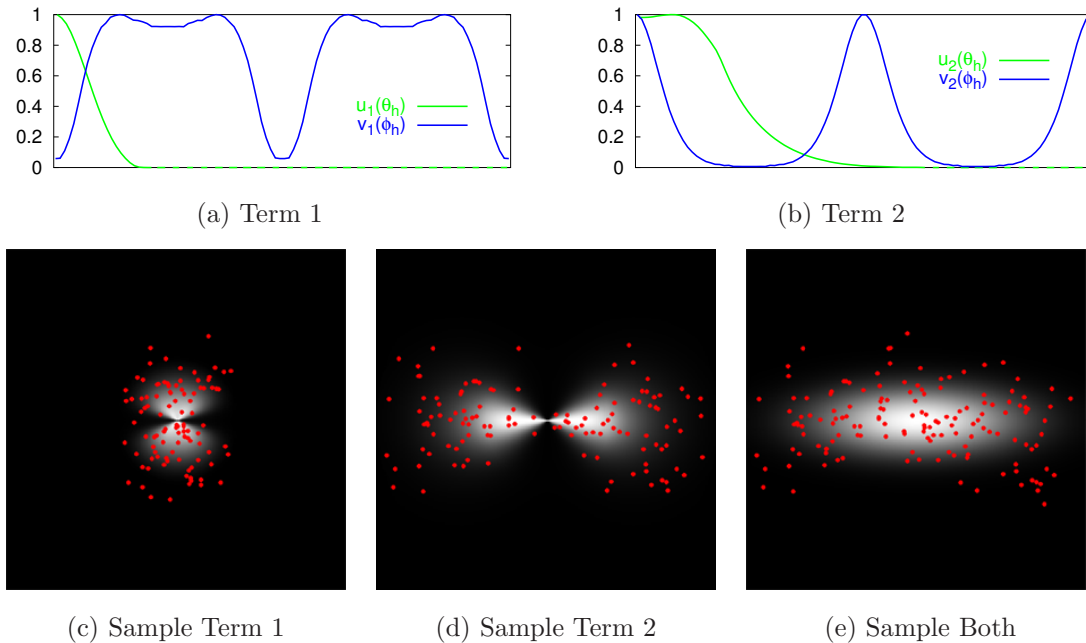 1
0.8
0.6
0.4
0.2
0
u1(θh)
v1(ϕh)
(a) Term 1
1
0.8
0.6
0.4
0.2
0
u2(θh)
v2(ϕh)
(b) Term 2
(c) Sample Term 1
(d) Sample Term 2
(e) Sample Both